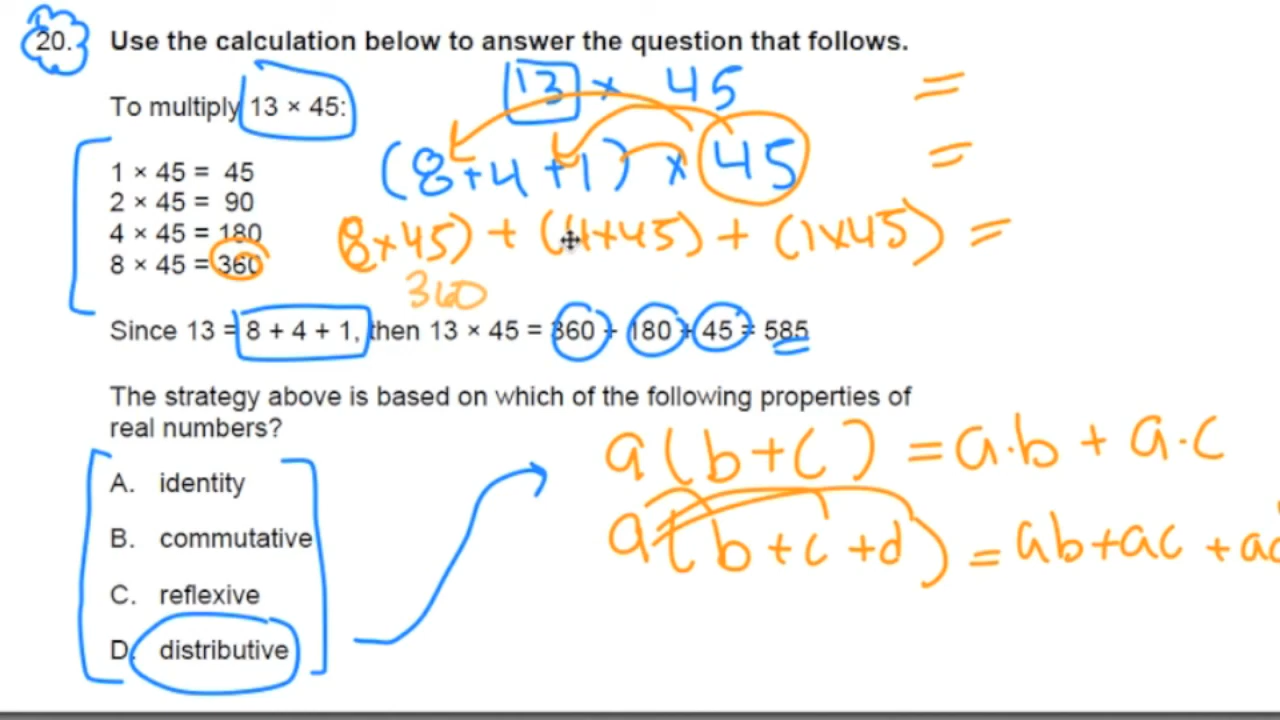 20. Use the calculation below to answer the question that follows.
13 × 45 =
To multiply 13 × 45:
(8+4+1) × 45 =
1 × 45 = 45
2 × 45 = 90
4 × 45 = 180
8 × 45 = 360
8×45) + (4×45) + (1×45) =
360
Since 13 = 8 + 4 + 1, then 13 × 45 = 360 + 180 + 45 = 585
The strategy above is based on which of the following properties of
real numbers?
a(b+c) = a·b + a·c
a(b+c+d) = ab+ac +ad
A. identity
B. commutative
C. reflexive
D. distributive